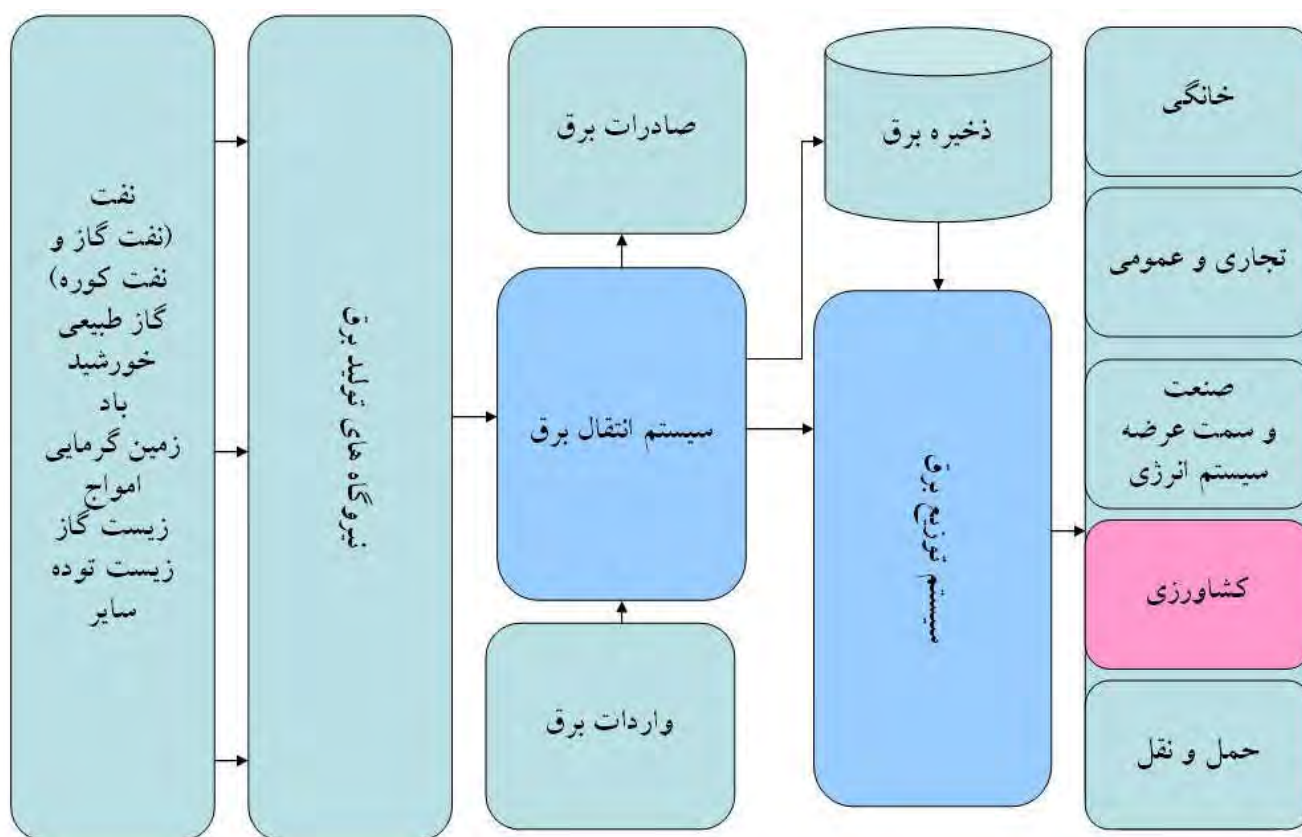 نفت
(نفت گاز و
نفت کوره)
گاز طبیعی
خورشید
باد
زمین گرمایی
امواج
زیست گاز
زیست توده
سایر
نیروگاه های تولید برق
صادرات برق
سیستم انتقال برق
واردات برق
ذخیره برق
سیستم توزیع برق
خانگی
تجاری و عمومی
صنعت
و سمت عرضه
سیستم انرژی
کشاورزی
حمل و نقل